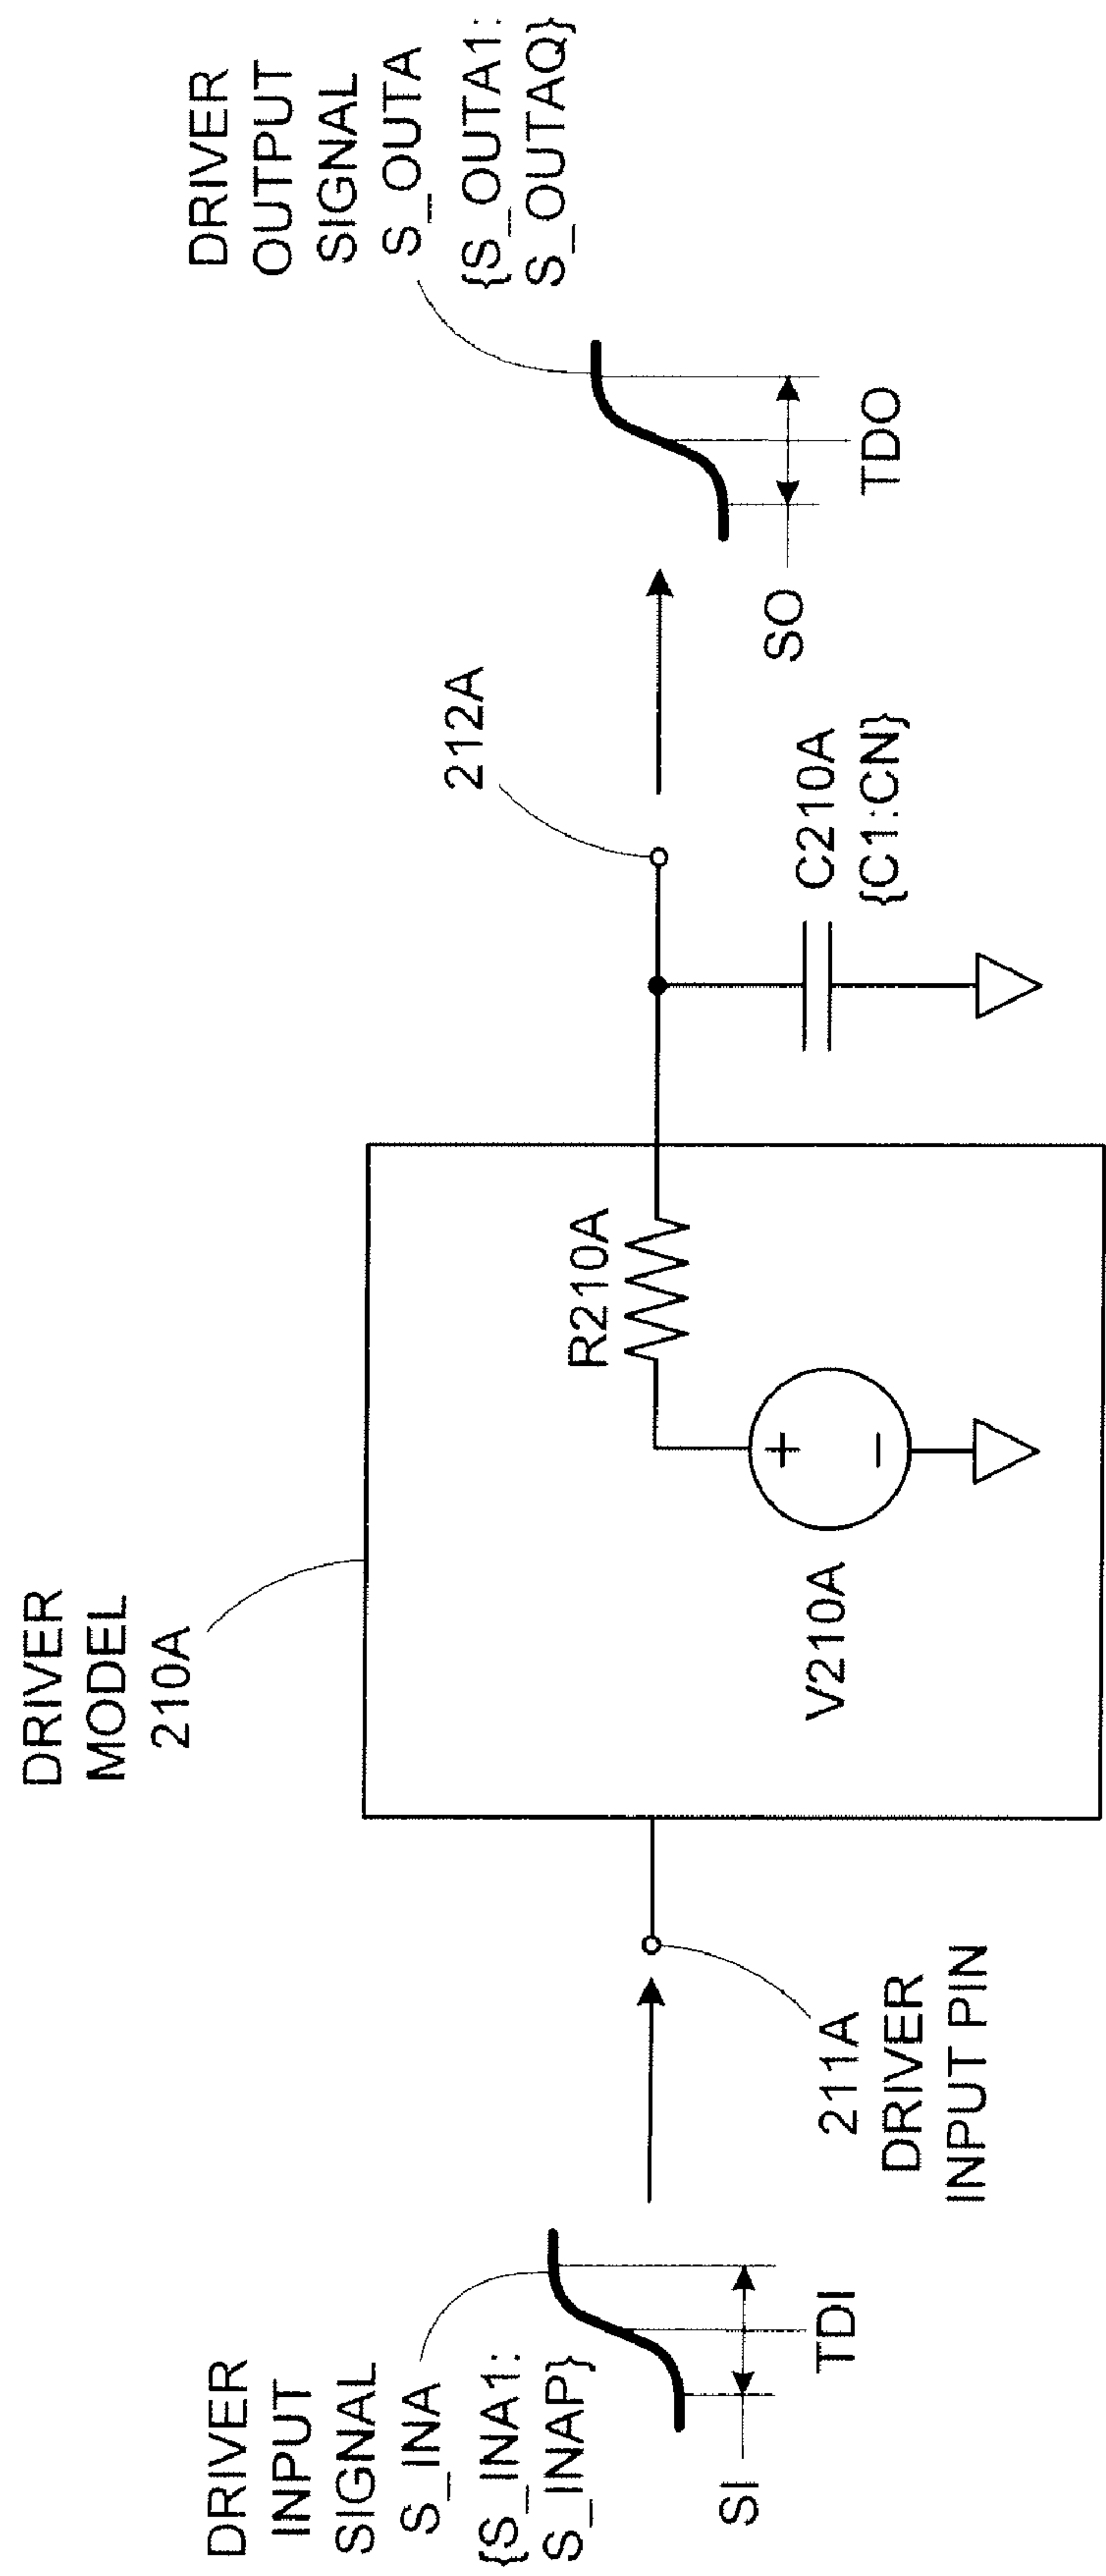 DRIVER
INPUT
SIGNAL
S_INA
{S_INA1:
S_INAP}
SI
TDI
211A
DRIVER
INPUT PIN
DRIVER
MODEL
210A
V210A
+
−
R210A
C210A
{C1:CN}
212A
SO
TDO
DRIVER
OUTPUT
SIGNAL
S_OUTA
{S_OUTA1:
S_OUTAQ}